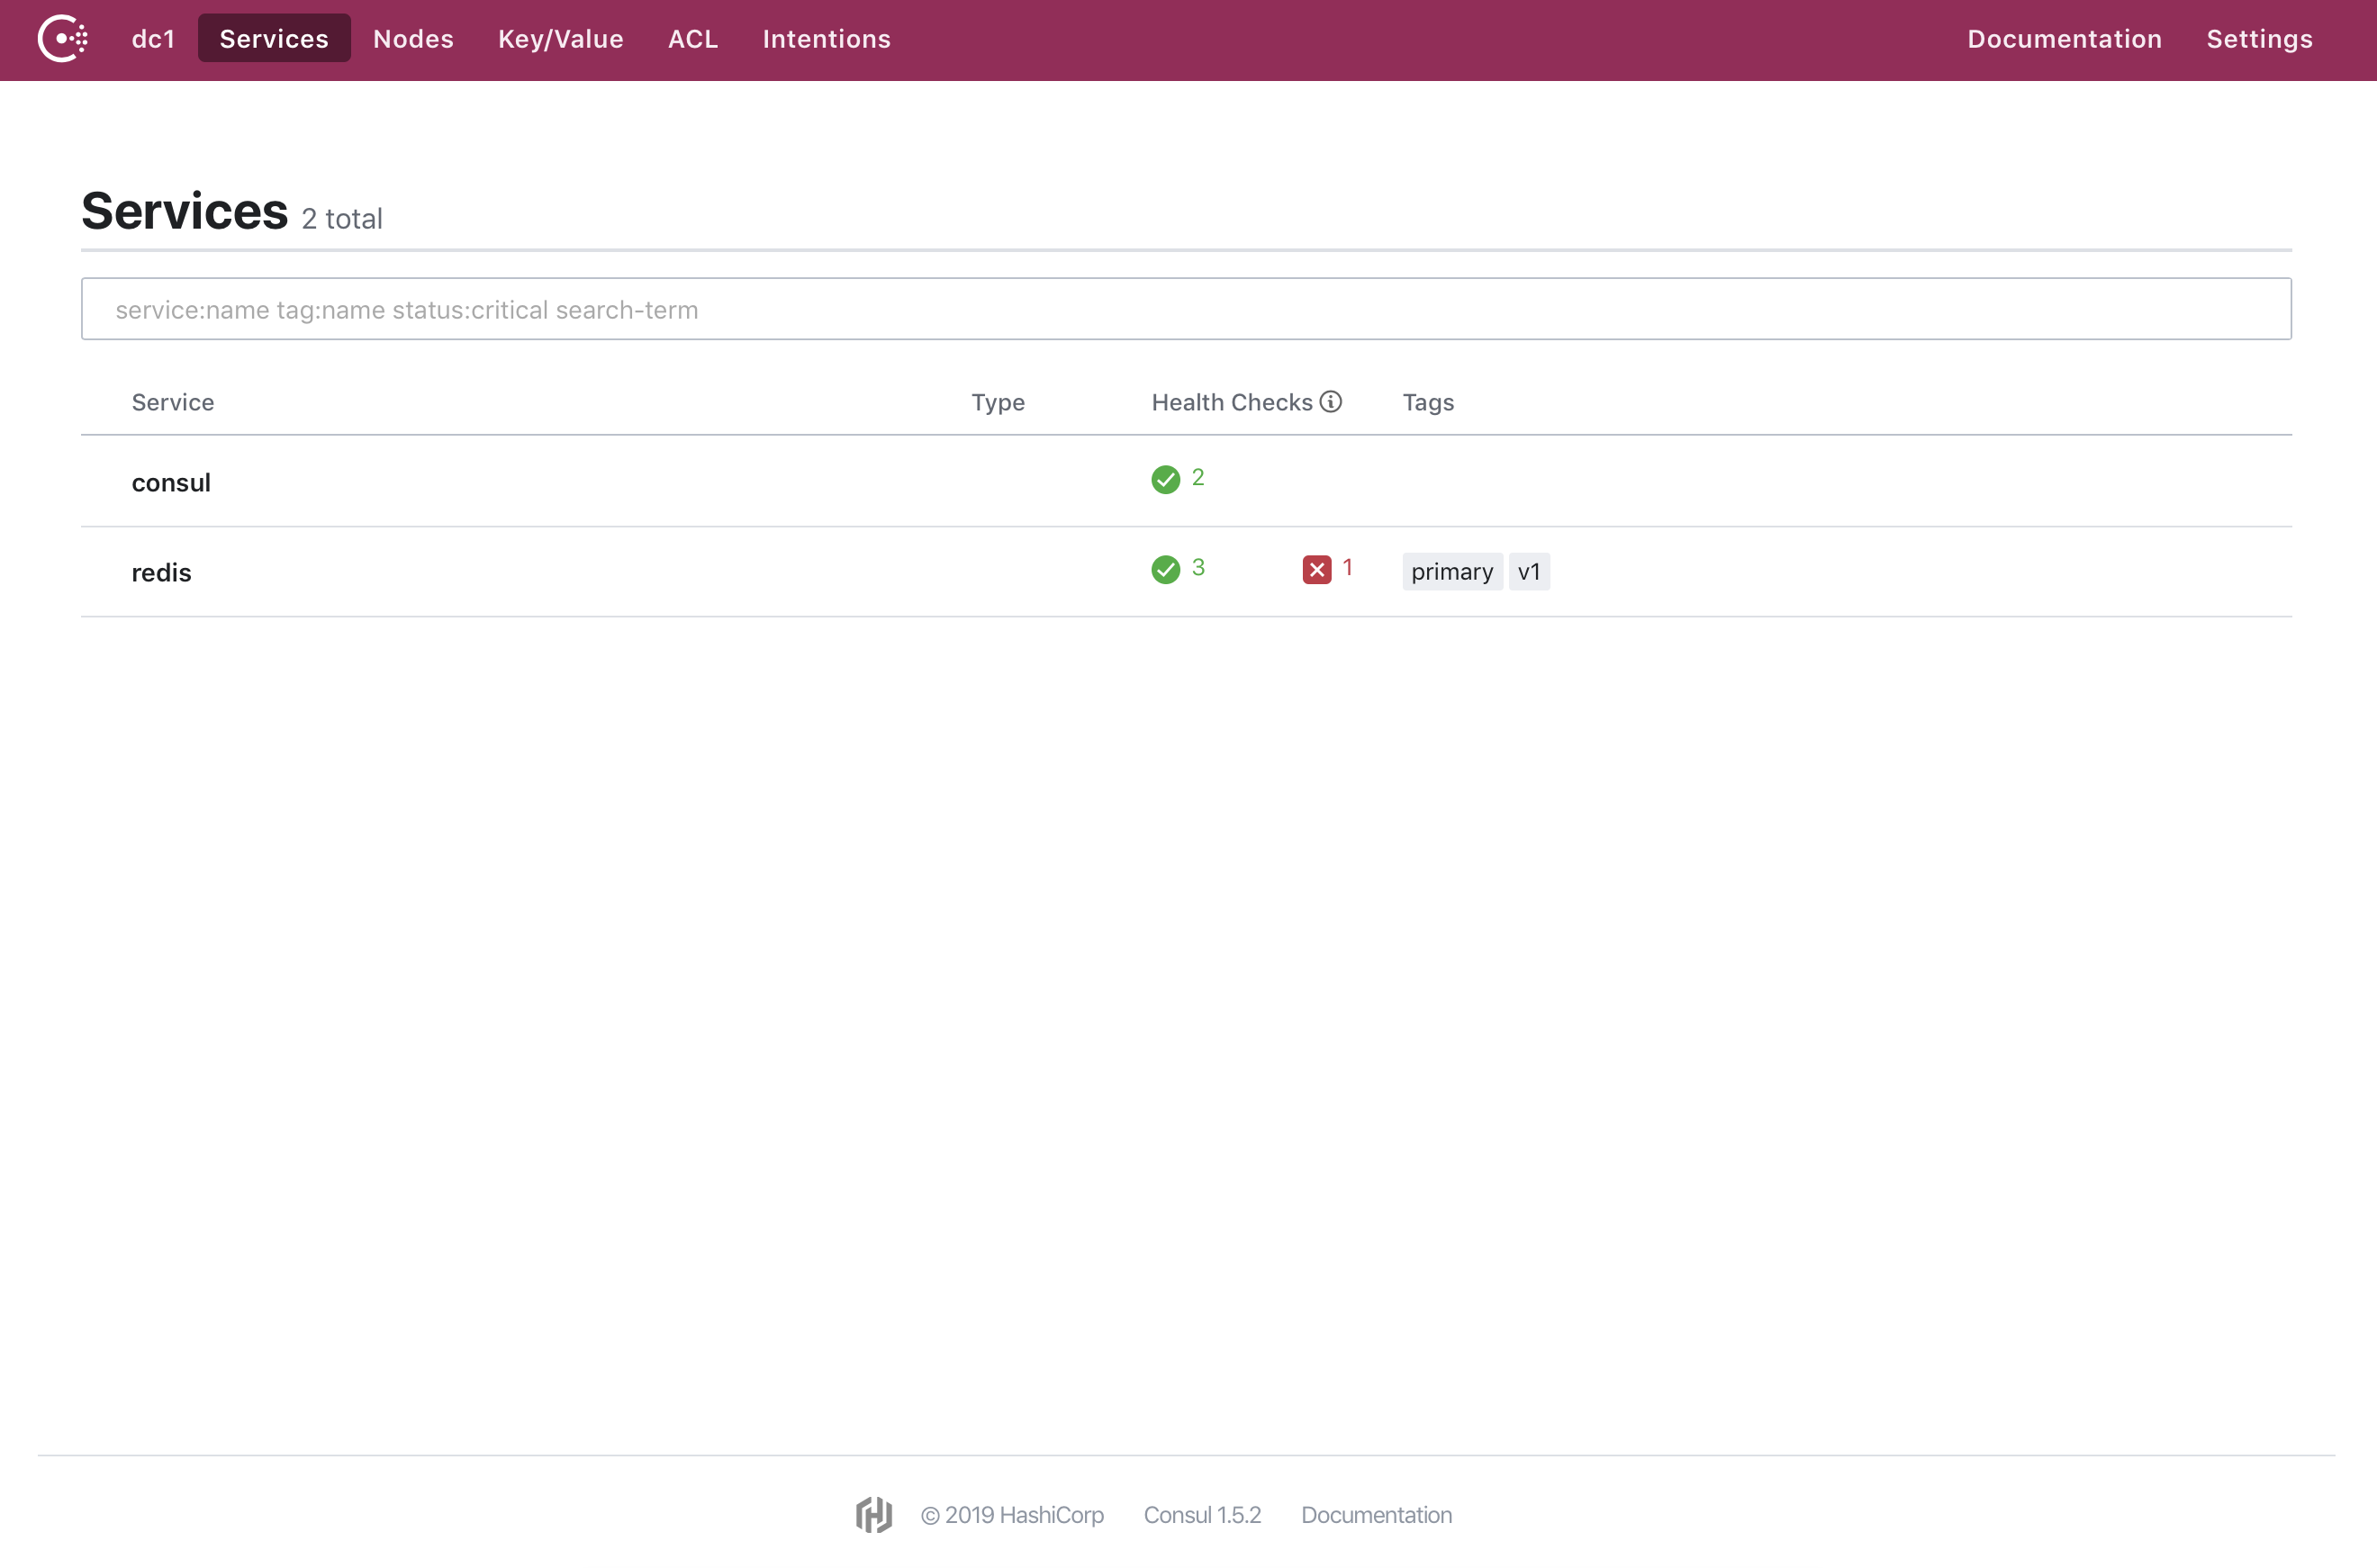 dc1 Services Nodes Key/Value ACL Intentions Documentation Settings
Services 2 total
service:name tag:name status:critical search-term
Service Type Health Checks Tags
consul 2
redis 3 1 primary v1
© 2019 HashiCorp Consul 1.5.2 Documentation